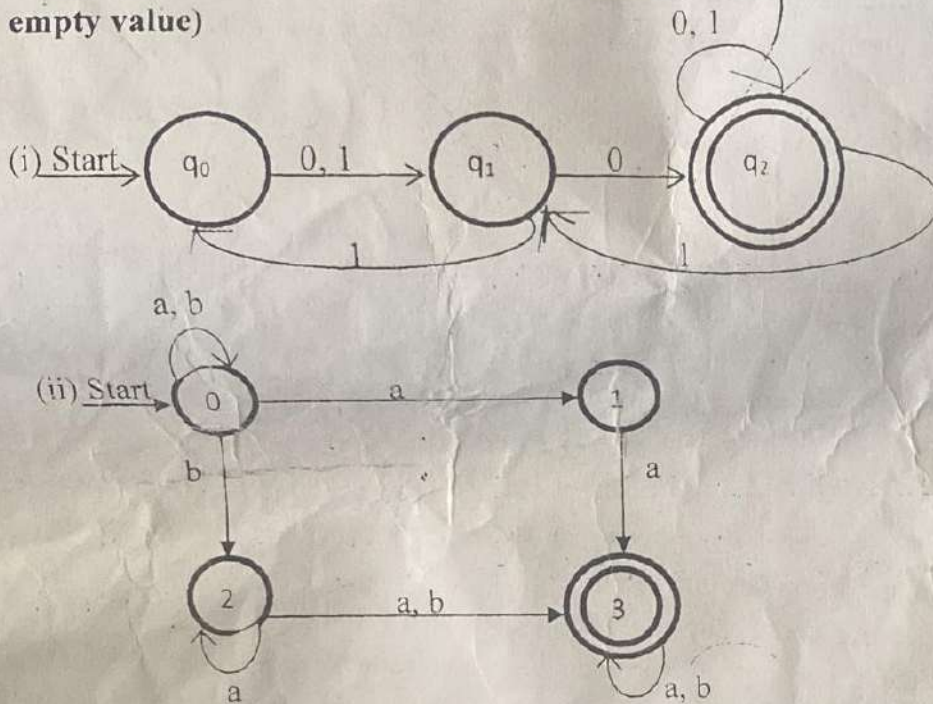 empty value)
0, 1
(i) Start
q0
0, 1
q1
0
q2
1
1
a, b
(ii) Start
0
a
1
b
a
2
a, b
3
a
a, b